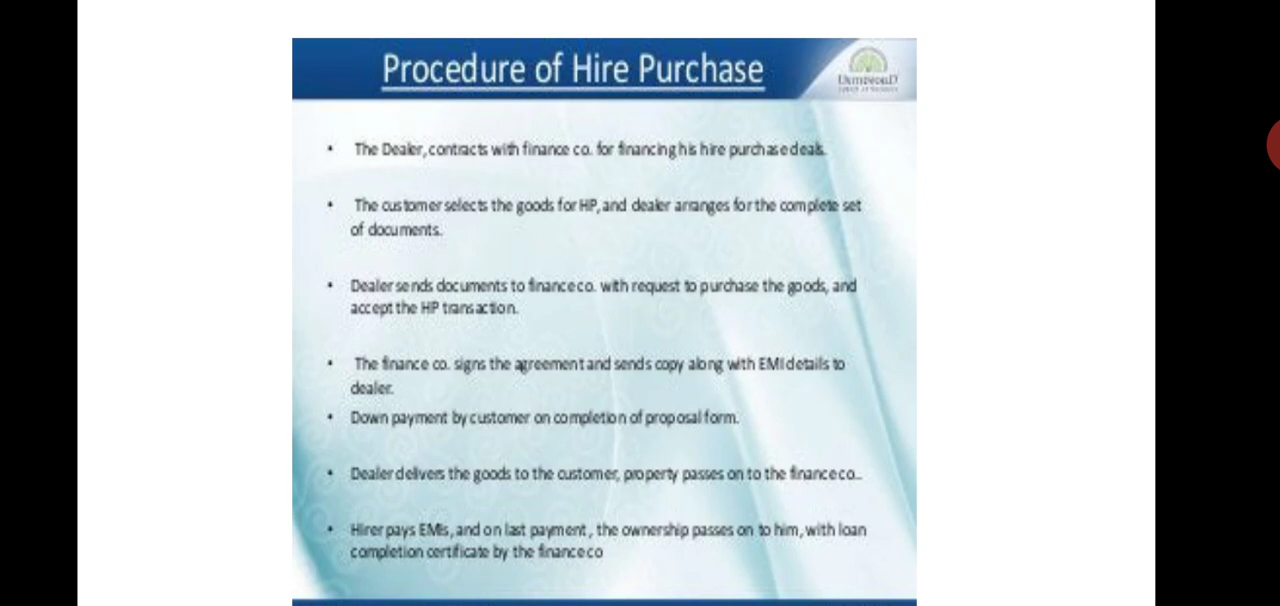 Procedure of Hire Purchase
• The Dealer, contracts with finance co. for financing his hire purchase deals.
• The customer selects the goods for HP, and dealer arranges for the complete set
of documents.
• Dealer sends documents to finance co. with request to purchase the goods, and
accept the HP transaction.
• The finance co. signs the agreement and sends copy along with EMI details to
dealer.
• Down payment by customer on completion of proposal form.
• Dealer delivers the goods to the customer, property passes on to the finance co..
• Hirer pays EMIs, and on last payment, the ownership passes on to him, with loan
completion certificate by the finance co